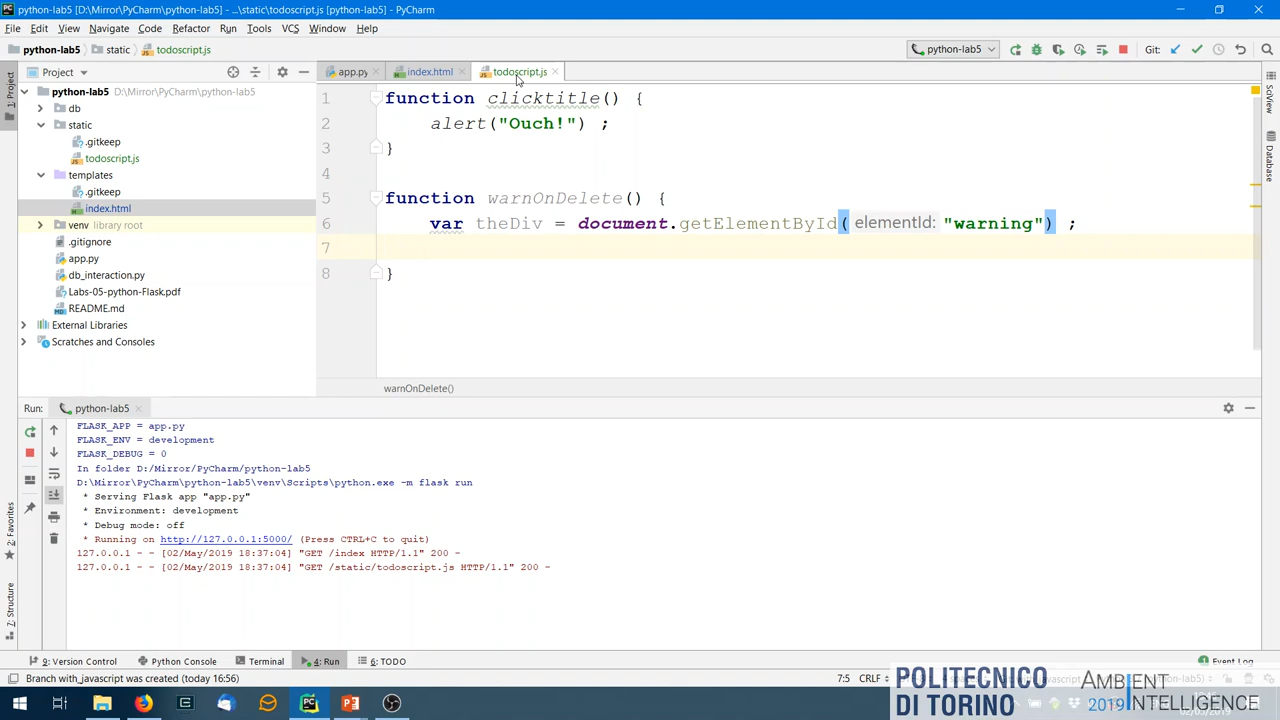 python-lab5 [D:\Mirror\PyCharm\python-lab5] - ...\static\todoscript.js [python-lab5] - PyCharm
File Edit View Navigate Code Refactor Run Tools VCS Window Help
python-lab5 static todoscript.js python-lab5 Git:
Project app.py index.html todoscript.js
1: Project
SciView
Database
python-lab5 D:\Mirror\PyCharm\python-lab5
db
static
.gitkeep
todoscript.js
templates
.gitkeep
index.html
venv library root
.gitignore
app.py
db_interaction.py
Labs-05-python-Flask.pdf
README.md
External Libraries
Scratches and Consoles
1 function clicktitle() {
2 alert("Ouch!") ;
3 }
4
5 function warnOnDelete() {
6 var theDiv = document.getElementById( elementId: "warning") ;
7
8 }
warnOnDelete()
Run: python-lab5
FLASK_APP = app.py
FLASK_ENV = development
FLASK_DEBUG = 0
In folder D:/Mirror/PyCharm/python-lab5
D:\Mirror\PyCharm\python-lab5\venv\Scripts\python.exe -m flask run
* Serving Flask app "app.py"
* Environment: development
* Debug mode: off
* Running on http://127.0.0.1:5000/ (Press CTRL+C to quit)
127.0.0.1 - - [02/May/2019 18:37:04] "GET /index HTTP/1.1" 200 -
127.0.0.1 - - [02/May/2019 18:37:04] "GET /static/todoscript.js HTTP/1.1" 200 -
2: Favorites
7: Structure
9: Version Control Python Console Terminal 4: Run 6: TODO Event Log
Branch with_javascript was created (today 16:56) 7:5 CRLF
POLITECNICO
DI TORINO
AMBIENT
2019 INTELLIGENCE